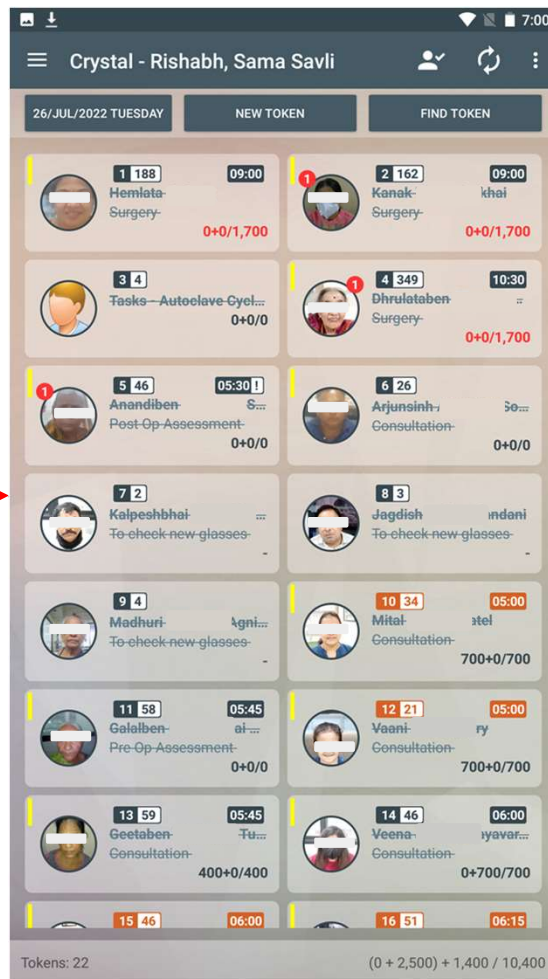 7:00
Crystal - Rishabh, Sama Savli
26/JUL/2022 TUESDAY NEW TOKEN FIND TOKEN
1 188 09:00
Hemlata
Surgery
0+0/1,700
1 2 162 09:00
Kanak khai
Surgery
0+0/1,700
3 4
Tasks - Autoclave Cycl...
0+0/0
4 349 10:30
1
Dhrulataben ..
Surgery
0+0/1,700
5 46 05:30 !
1
Anandiben S...
Post Op Assessment
0+0/0
6 26
Arjunsinh So...
Consultation
0+0/0
7 2
Kalpeshbhai ...
To check new glasses
-
8 3
Jagdish ndani
To check new glasses
-
9 4
Madhuri Agni...
To check new glasses
-
10 34 05:00
Mital atel
Consultation
700+0/700
11 58 05:45
Galalben ai ...
Pre Op Assessment
0+0/0
12 21 05:00
Vaani ry
Consultation
700+0/700
13 59 05:45
Geetaben Tu...
Consultation
400+0/400
14 46 06:00
Veena yavar...
Consultation
0+700/700
15 46 06:00
16 51 06:15
Tokens: 22 (0 + 2,500) + 1,400 / 10,400